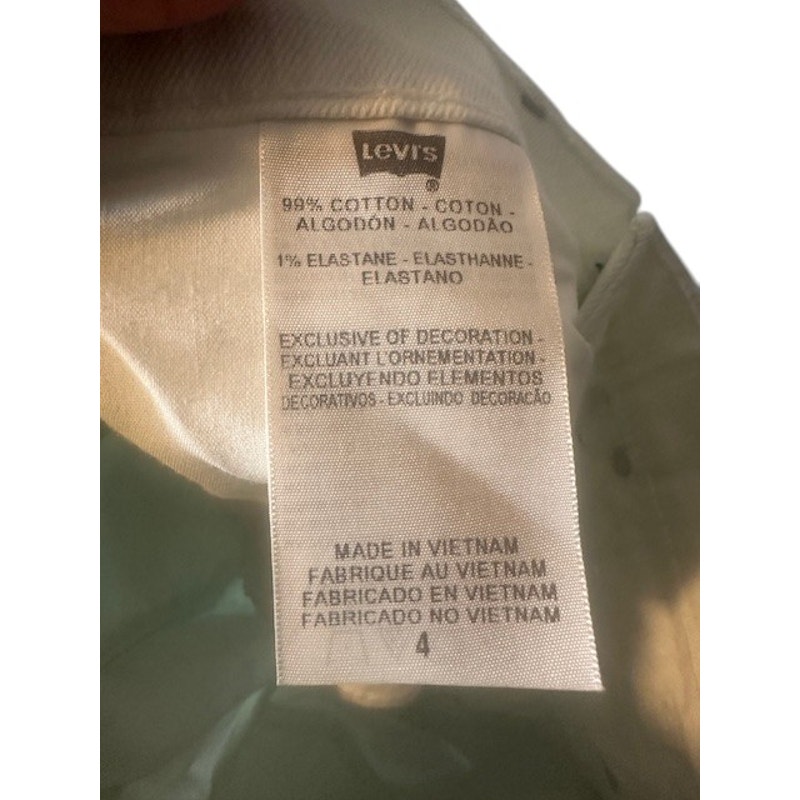 Levi's
®
99% COTTON - COTON -
ALGODÓN - ALGODÃO
1% ELASTANE - ELASTHANNE -
ELASTANO
EXCLUSIVE OF DECORATION -
EXCLUANT L'ORNEMENTATION -
EXCLUYENDO ELEMENTOS
DECORATIVOS - EXCLUINDO DECORACÃO
MADE IN VIETNAM
FABRIQUE AU VIETNAM
FABRICADO EN VIETNAM
FABRICADO NO VIETNAM
4